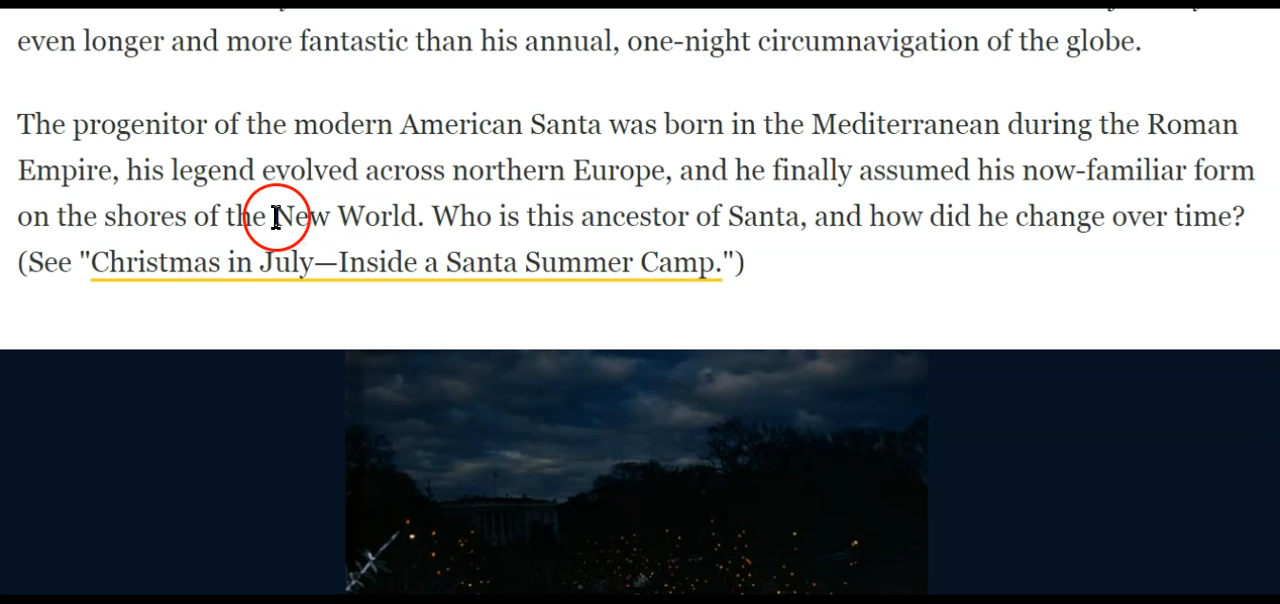 even longer and more fantastic than his annual, one-night circumnavigation of the globe.
The progenitor of the modern American Santa was born in the Mediterranean during the Roman
Empire, his legend evolved across northern Europe, and he finally assumed his now-familiar form
on the shores of the New World. Who is this ancestor of Santa, and how did he change over time?
(See "Christmas in July—Inside a Santa Summer Camp.")